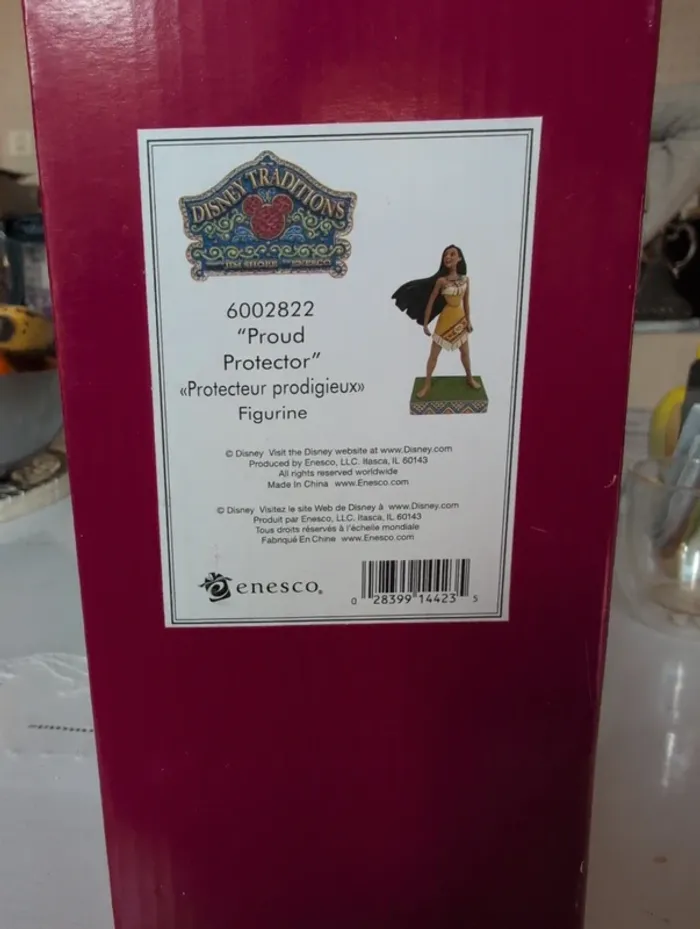 DISNEY TRADITIONS
JIM SHORE ENESCO
6002822
“Proud
Protector”
«Protecteur prodigieux»
Figurine
© Disney Visit the Disney website at www.Disney.com
Produced by Enesco, LLC. Itasca, IL 60143
All rights reserved worldwide
Made In China www.Enesco.com
© Disney Visitez le site Web de Disney à www.Disney.com
Produit par Enesco, LLC. Itasca, IL 60143
Tous droits réservés à l'échelle mondiale
Fabriqué En Chine www.Enesco.com
enesco®
0 28399 14423 5